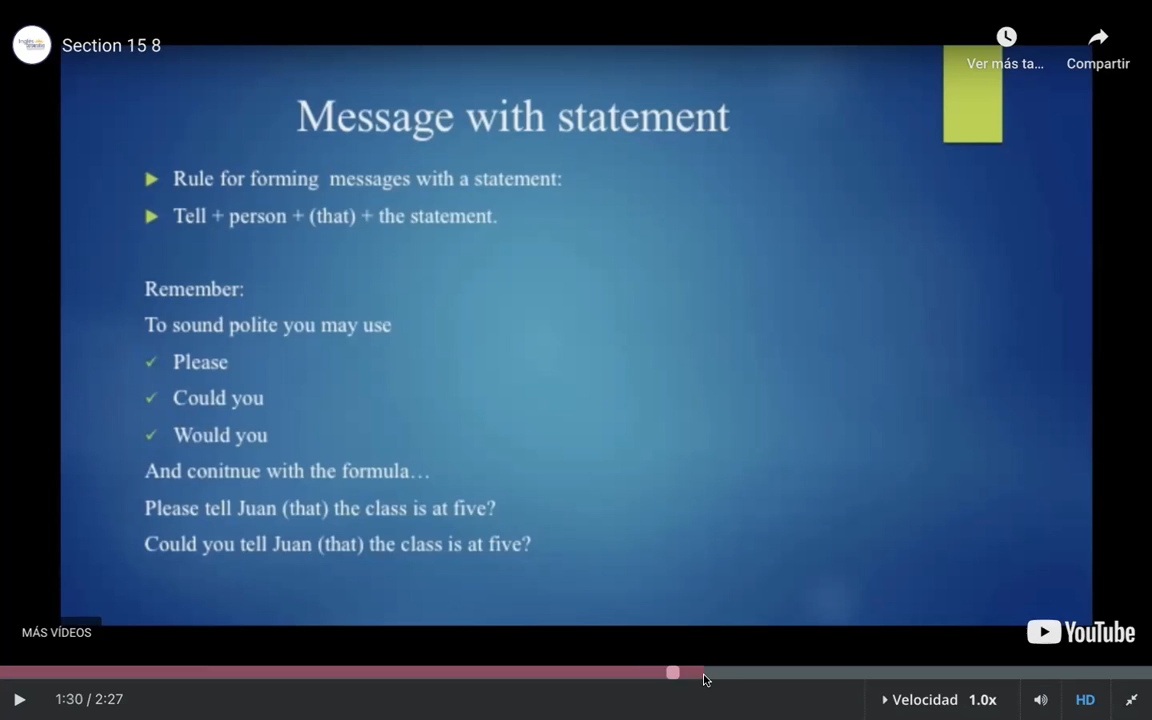 Section 15 8
Ver más ta...
Compartir
Message with statement
Rule for forming messages with a statement:
Tell + person + (that) + the statement.
Remember:
To sound polite you may use
Please
Could you
Would you
And conitnue with the formula…
Please tell Juan (that) the class is at five?
Could you tell Juan (that) the class is at five?
MÁS VÍDEOS
YouTube
1:30 / 2:27
Velocidad 1.0x
HD